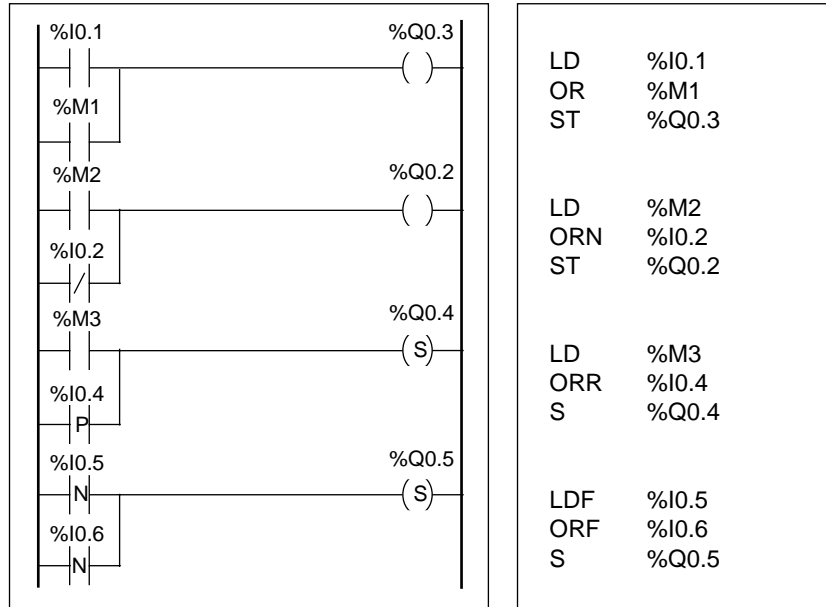 %I0.1 %Q0.3
%M1
%M2 %Q0.2
%I0.2
/
%M3 %Q0.4
S
%I0.4
P
%I0.5 %Q0.5
N S
%I0.6
N
LD %I0.1
OR %M1
ST %Q0.3
LD %M2
ORN %I0.2
ST %Q0.2
LD %M3
ORR %I0.4
S %Q0.4
LDF %I0.5
ORF %I0.6
S %Q0.5